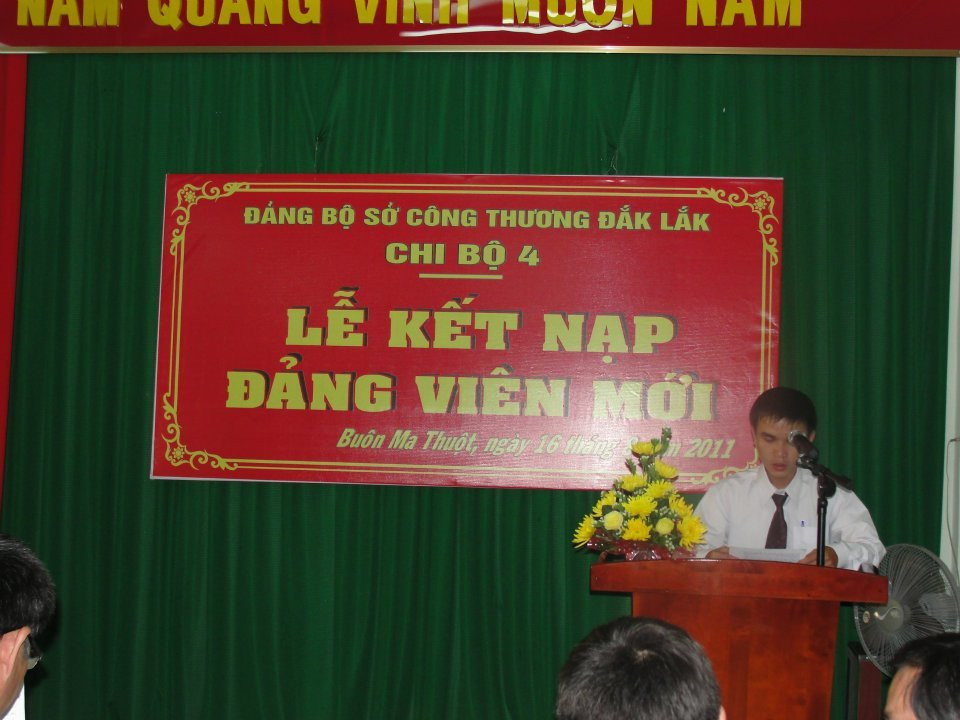 NAM QUANG VINH MUÔN NĂM
ĐẢNG BỘ SỞ CÔNG THƯƠNG ĐẮK LẮK
CHI BỘ 4
LỄ KẾT NẠP
ĐẢNG VIÊN MỚI
Buôn Ma Thuột, ngày 16 tháng 2011